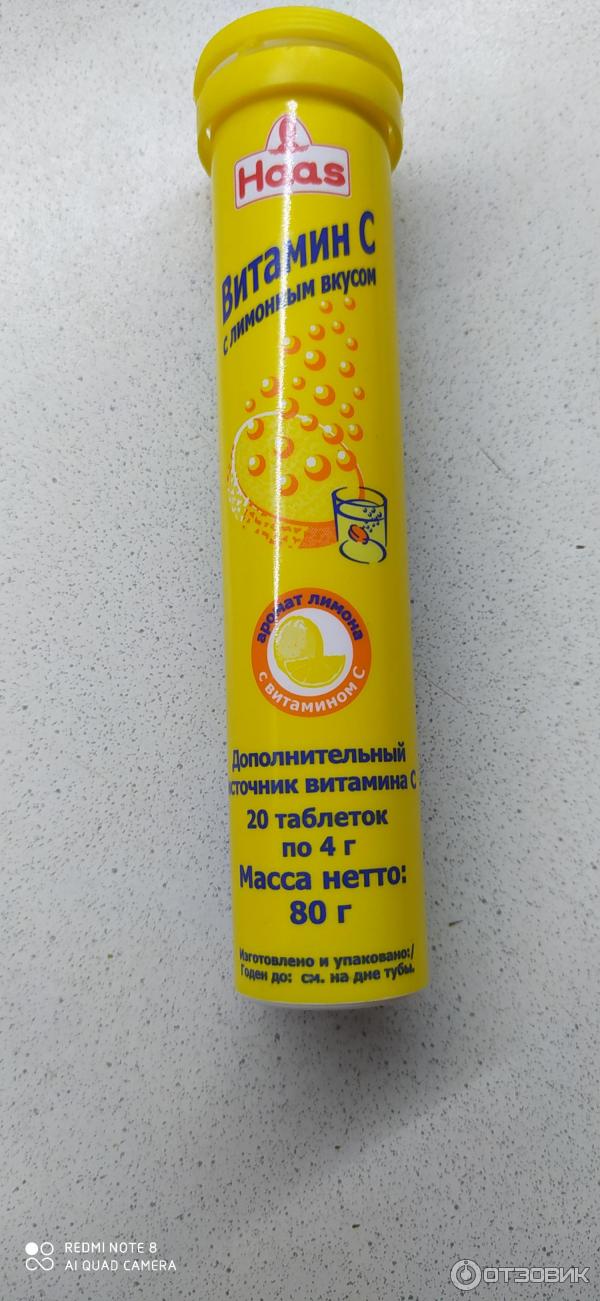 Haas
Витамин С
с лимонным вкусом
аромат лимона
с витамином С
Дополнительный
источник витамина С
20 таблеток
по 4 г
Масса нетто:
80 г
Изготовлено и упаковано:/
Годен до: см. на дне тубы.
REDMI NOTE 8
AI QUAD CAMERA
ОТЗОВИК